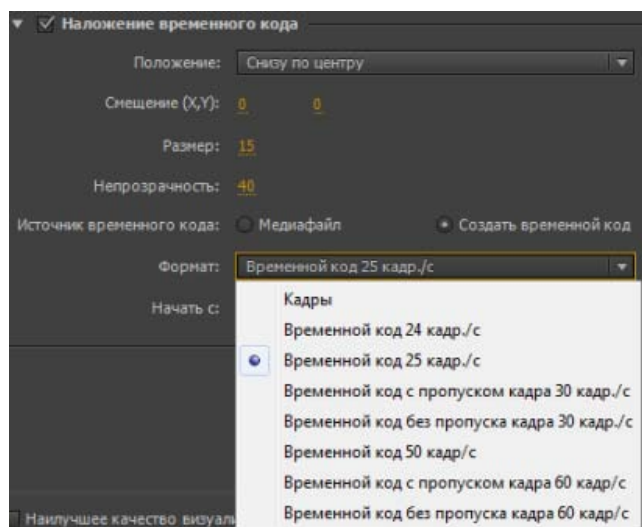 Наложение временного кода
Положение: Снизу по центру
Смещение (X,Y): 0 0
Размер: 15
Непрозрачность: 40
Источник временного кода: Медиафайл Создать временной код
Формат: Временной код 25 кадр./с
Начать с:
Кадры
Временной код 24 кадр./с
Временной код 25 кадр./с
Временной код с пропуском кадра 30 кадр./с
Временной код без пропуска кадра 30 кадр./с
Временной код 50 кадр/с
Временной код с пропуском кадра 60 кадр/с
Временной код без пропуска кадра 60 кадр/с
Наилучшее качество